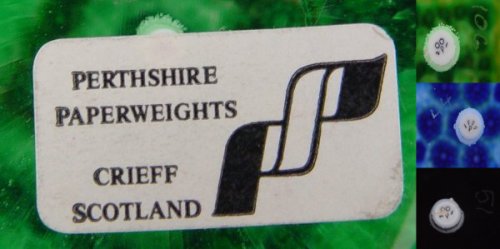 PERTHSHIRE
PAPERWEIGHTS
CRIEFF
SCOTLAND